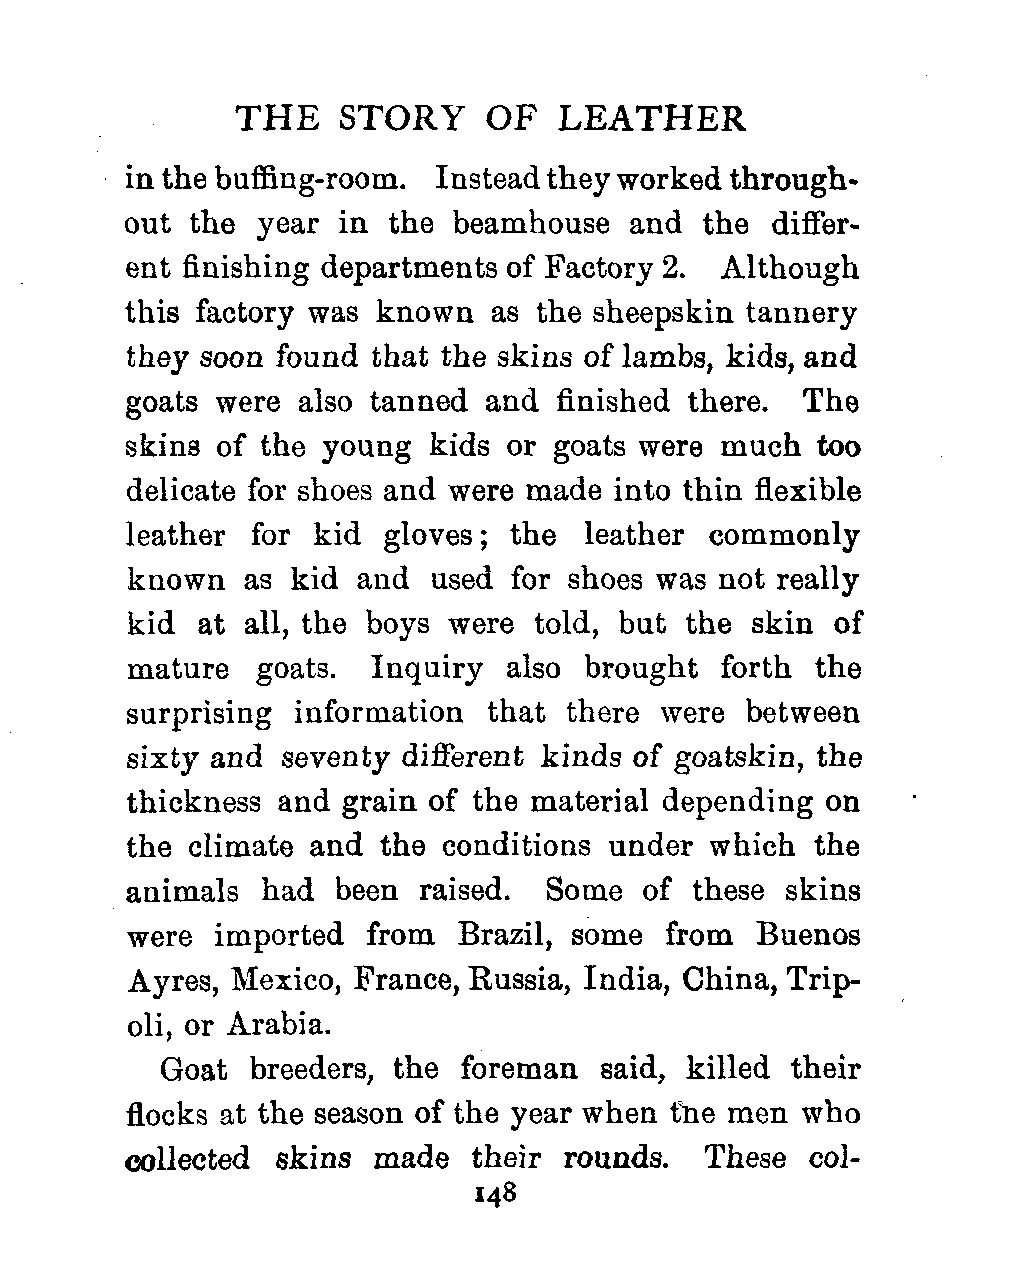 THE STORY OF LEATHER
in the buffing-room. Instead they worked through-
out the year in the beamhouse and the differ-
ent finishing departments of Factory 2. Although
this factory was known as the sheepskin tannery
they soon found that the skins of lambs, kids, and
goats were also tanned and finished there. The
skins of the young kids or goats were much too
delicate for shoes and were made into thin flexible
leather for kid gloves; the leather commonly
known as kid and used for shoes was not really
kid at all, the boys were told, but the skin of
mature goats. Inquiry also brought forth the
surprising information that there were between
sixty and seventy different kinds of goatskin, the
thickness and grain of the material depending on
the climate and the conditions under which the
animals had been raised. Some of these skins
were imported from Brazil, some from Buenos
Ayres, Mexico, France, Russia, India, China, Trip-
oli, or Arabia.
Goat breeders, the foreman said, killed their
flocks at the season of the year when the men who
collected skins made their rounds. These col-
148